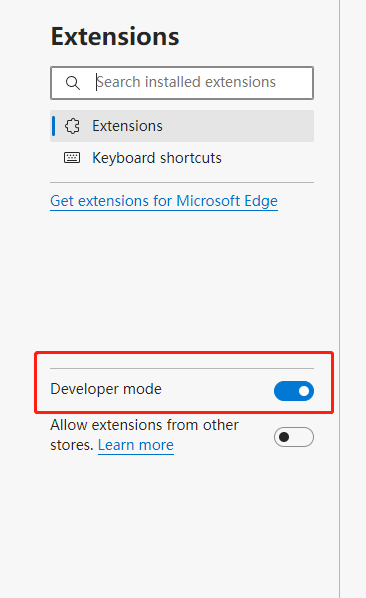 Extensions
Search installed extensions
Extensions
Keyboard shortcuts
Get extensions for Microsoft Edge
Developer mode
Allow extensions from other
stores. Learn more